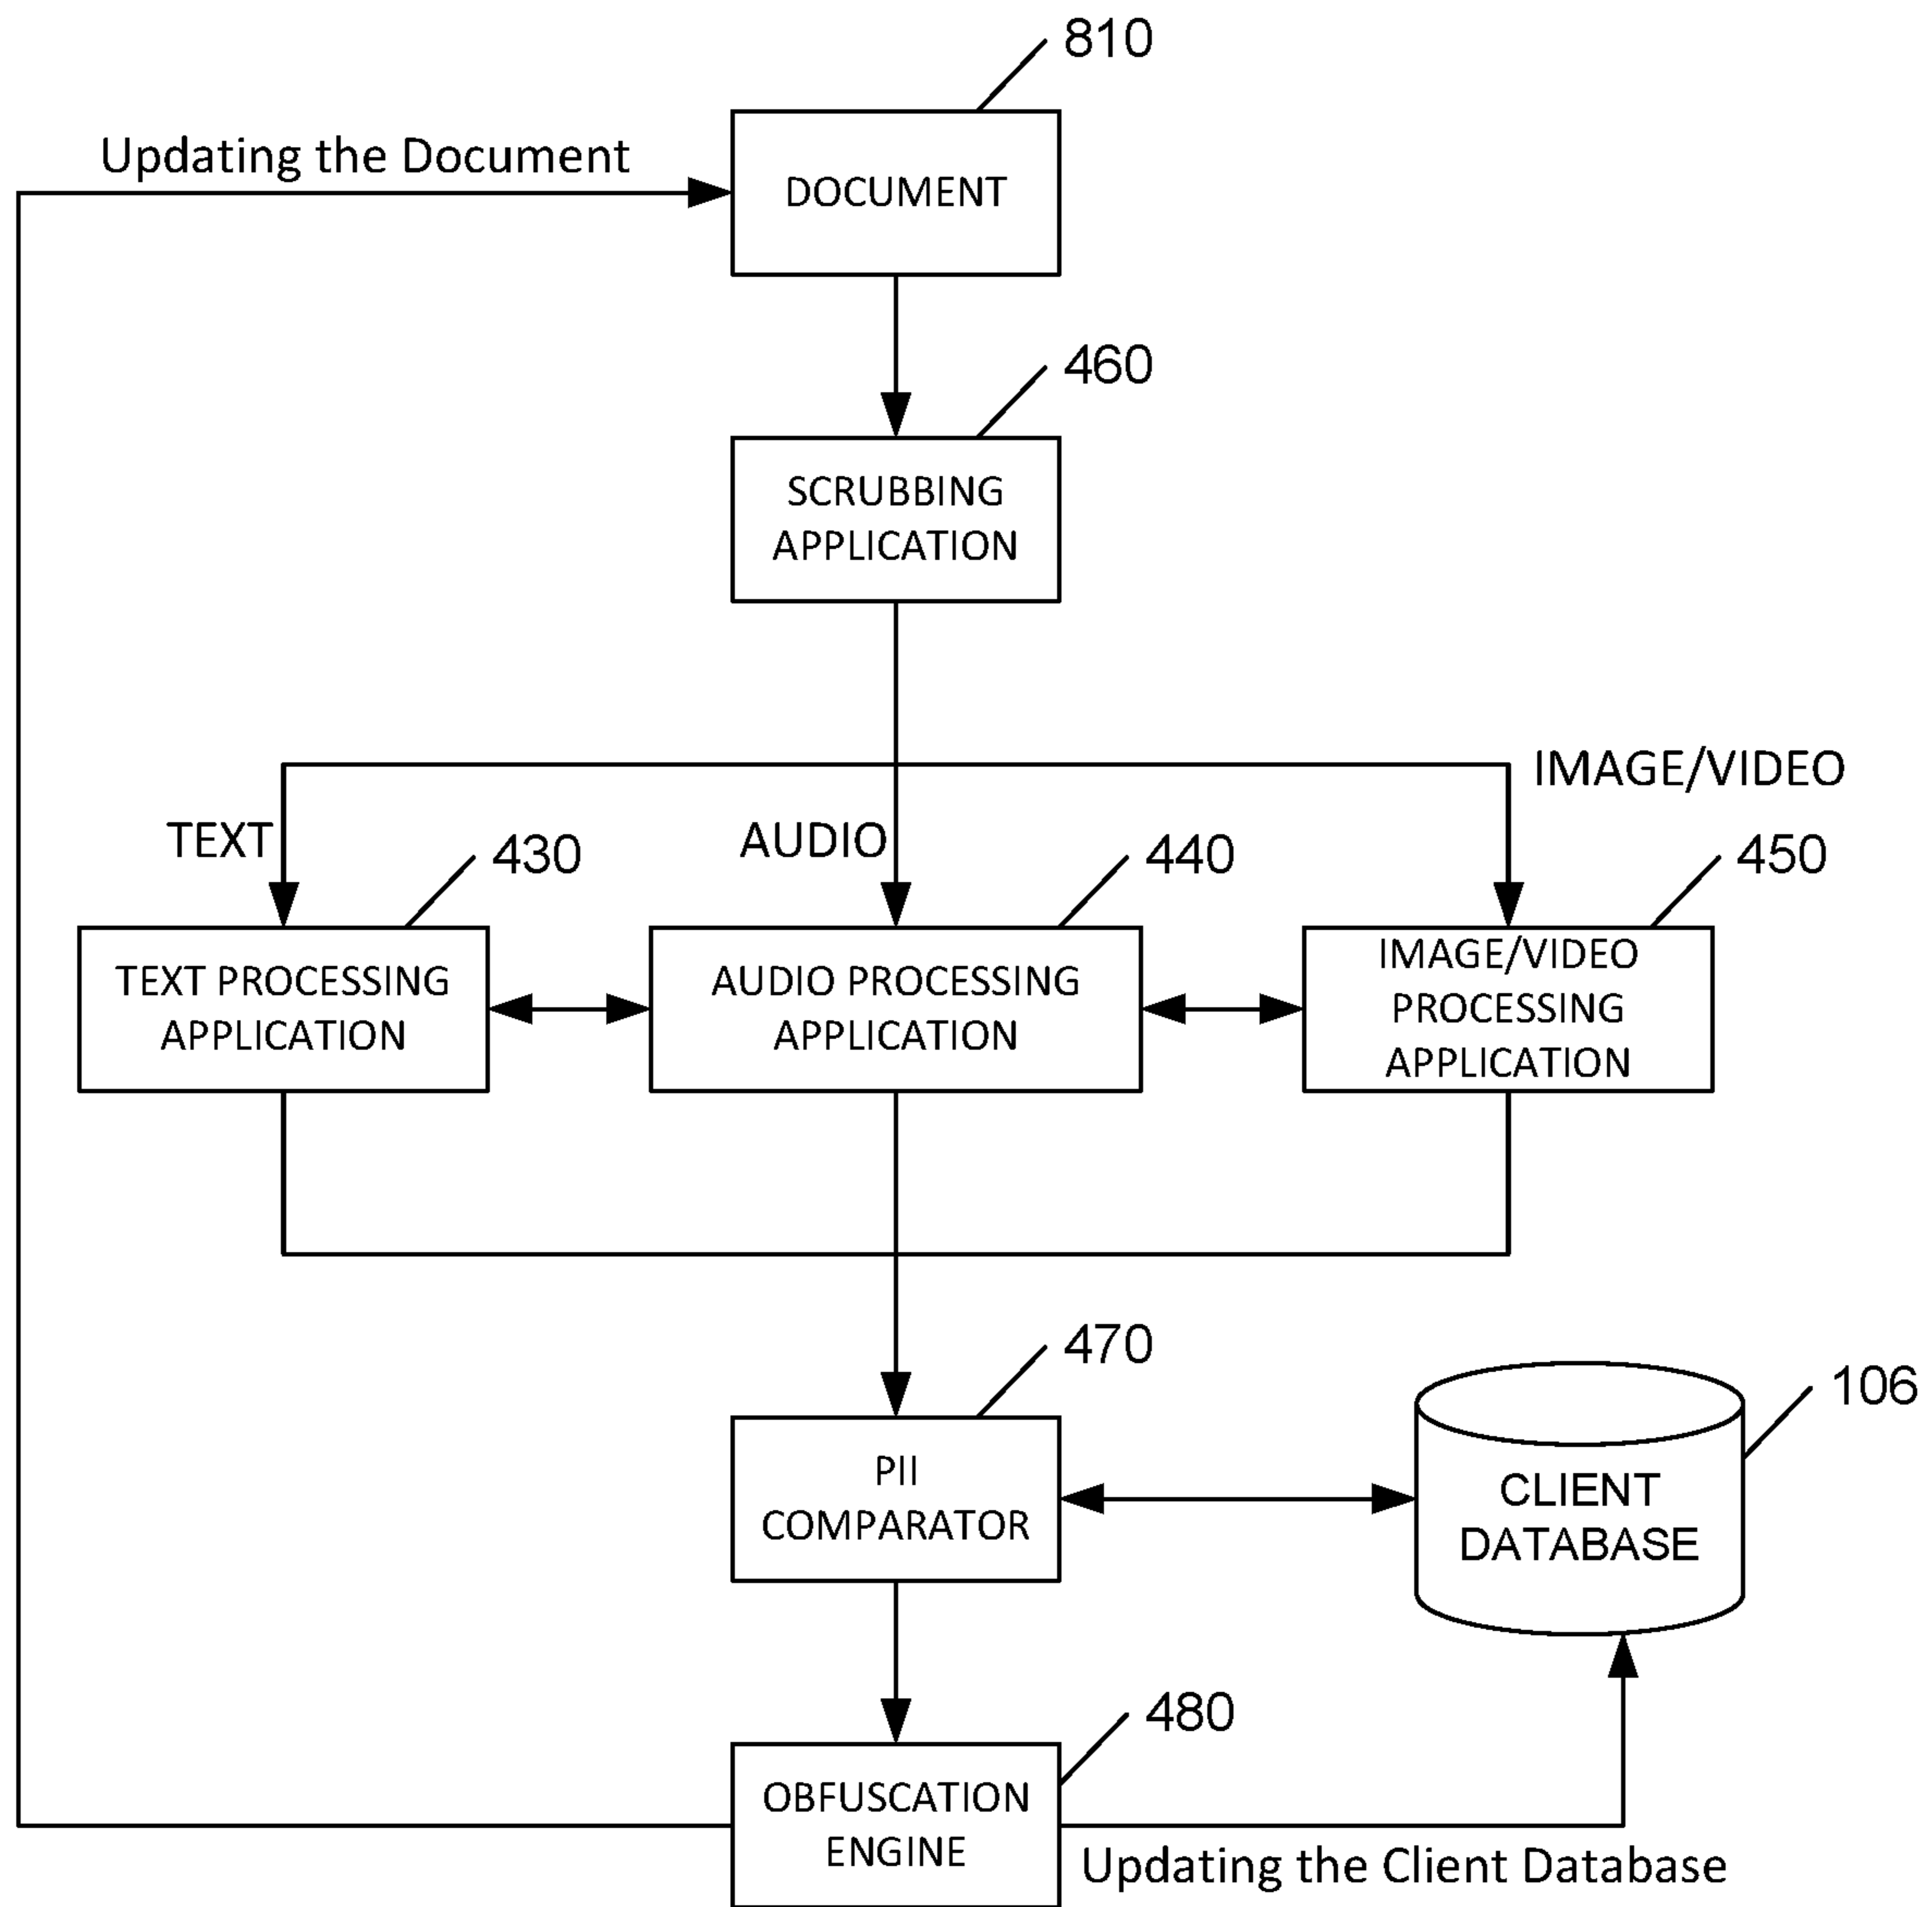 810
Updating the Document
DOCUMENT
460
SCRUBBING
APPLICATION
IMAGE/VIDEO
TEXT
AUDIO
430
440
450
TEXT PROCESSING
APPLICATION
AUDIO PROCESSING
APPLICATION
IMAGE/VIDEO
PROCESSING
APPLICATION
470
106
PII
COMPARATOR
CLIENT
DATABASE
480
OBFUSCATION
ENGINE
Updating the Client Database